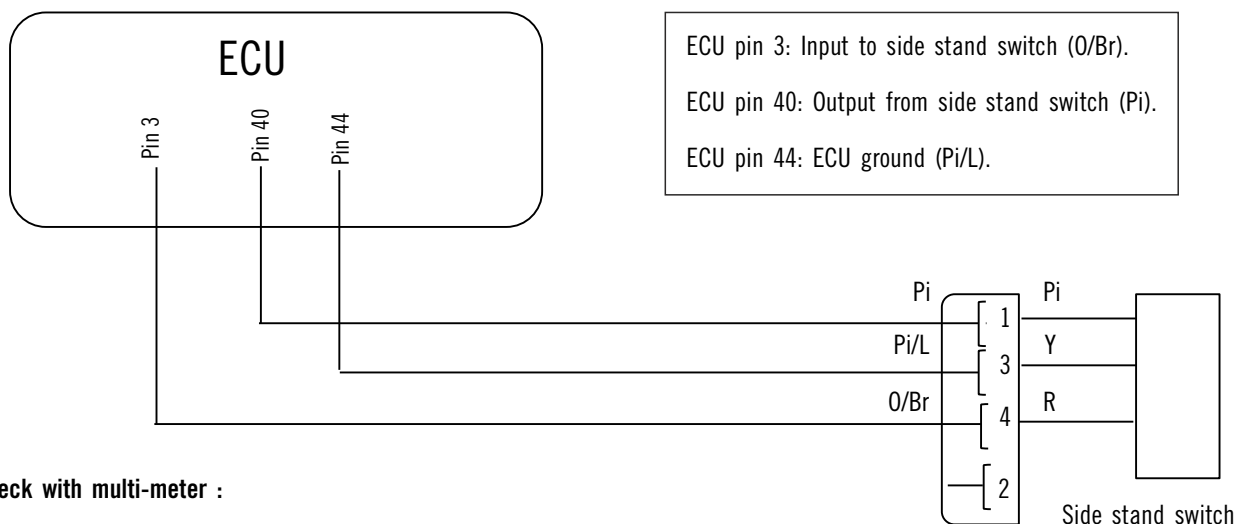 ECU
Pin 3
Pin 40
Pin 44
ECU pin 3: Input to side stand switch (O/Br).
ECU pin 40: Output from side stand switch (Pi).
ECU pin 44: ECU ground (Pi/L).
Pi
1
Pi
Pi/L
3
Y
O/Br
4
R
2
Side stand switch
with multi-meter :